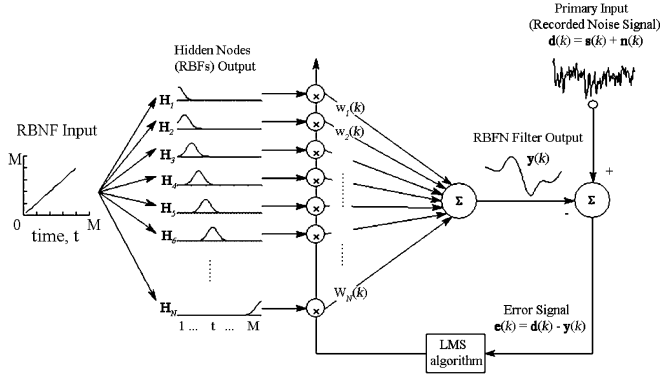 Primary Input
(Recorded Noise Signal)
d(k) = s(k) + n(k)
Hidden Nodes
(RBFs) Output
RBNF Input
M
0
M
time, t
H1
H2
H3
H4
H5
H6
HN
1 ... t ... M
×
×
×
×
×
×
×
w1(k)
w2(k)
WN(k)
Σ
RBFN Filter Output
y(k)
+
-
Σ
Error Signal
e(k) = d(k) - y(k)
LMS
algorithm